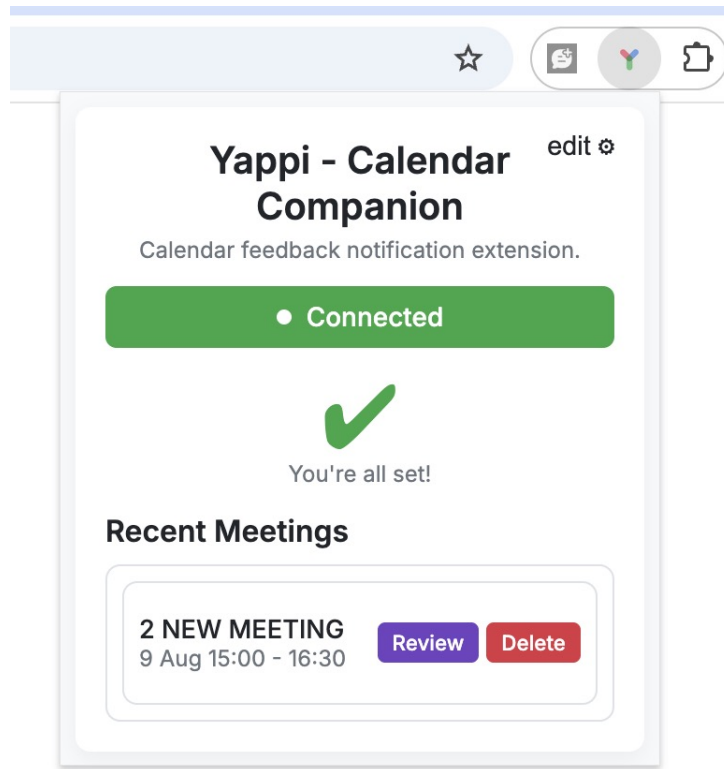 Yappi - Calendar
Companion
edit
Calendar feedback notification extension.
Connected
You're all set!
Recent Meetings
2 NEW MEETING
9 Aug 15:00 - 16:30
Review
Delete